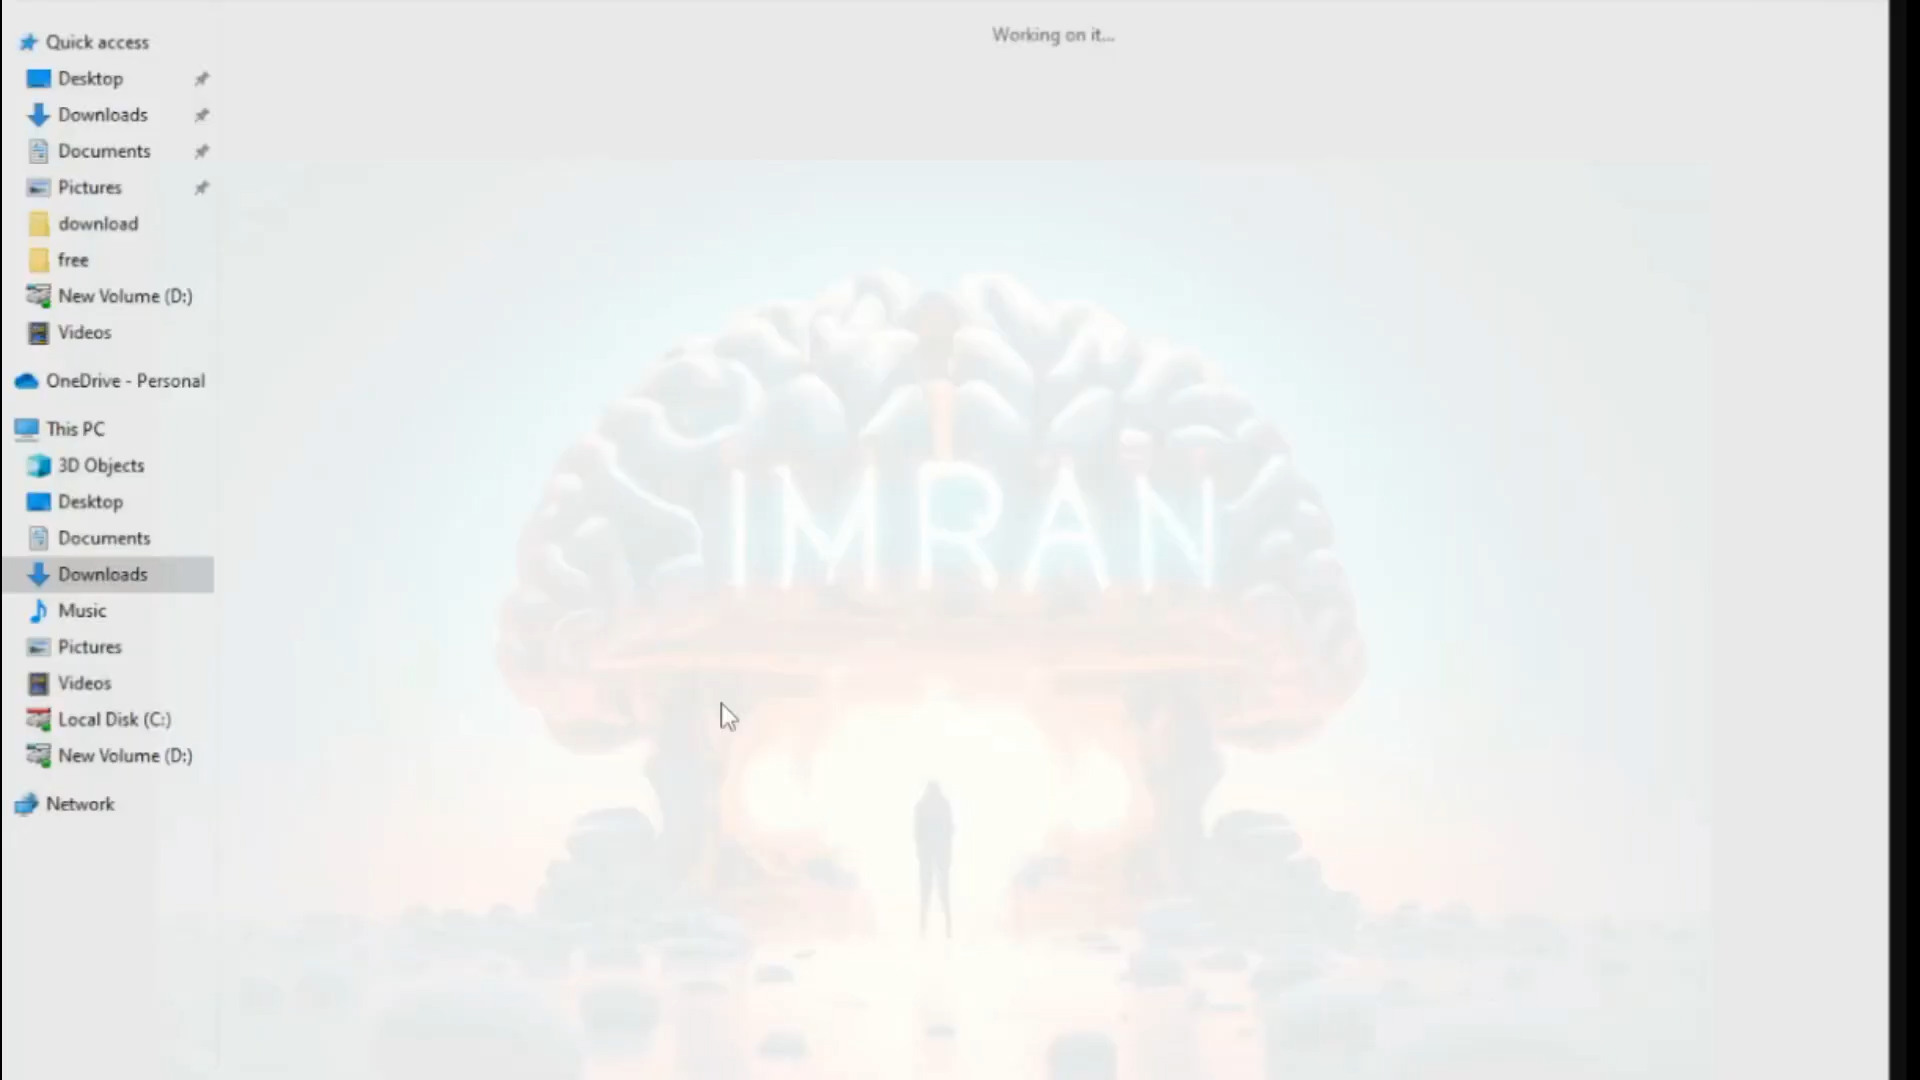 Working on it...
Quick access
Desktop
Downloads
Documents
Pictures
download
free
New Volume (D:)
Videos
OneDrive - Personal
This PC
3D Objects
Desktop
Documents
Downloads
Music
Pictures
Videos
Local Disk (C:)
New Volume (D:)
Network
IMRAN